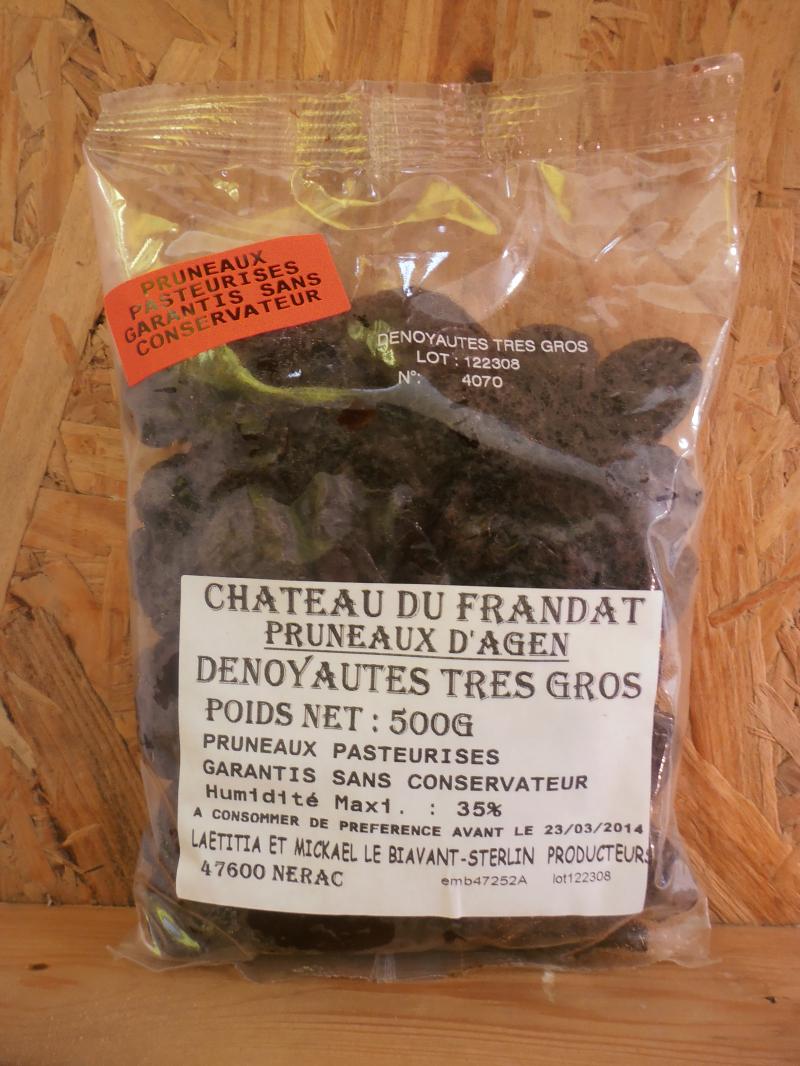 PRUNEAUX
PASTEURISES
GARANTIS SANS
CONSERVATEUR
DENOYAUTES TRES GROS
LOT : 122308
N°: 4070
CHATEAU DU FRANDAT
PRUNEAUX D'AGEN
DENOYAUTES TRES GROS
POIDS NET : 500G
PRUNEAUX PASTEURISES
GARANTIS SANS CONSERVATEUR
Humidité Maxi. : 35%
A CONSOMMER DE PREFERENCE AVANT LE 23/03/2014
LAETITIA ET MICKAEL LE BIAVANT-STERLIN PRODUCTEURS
47600 NERAC emb47252A lot122308